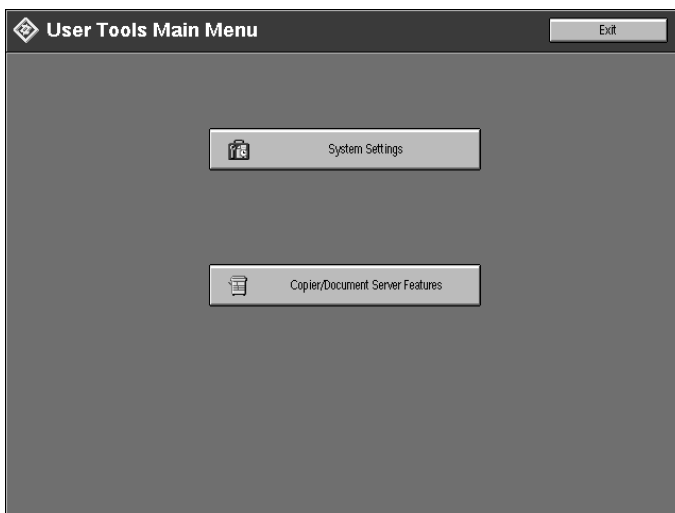 User Tools Main Menu
Exit
System Settings
Copier/Document Server Features